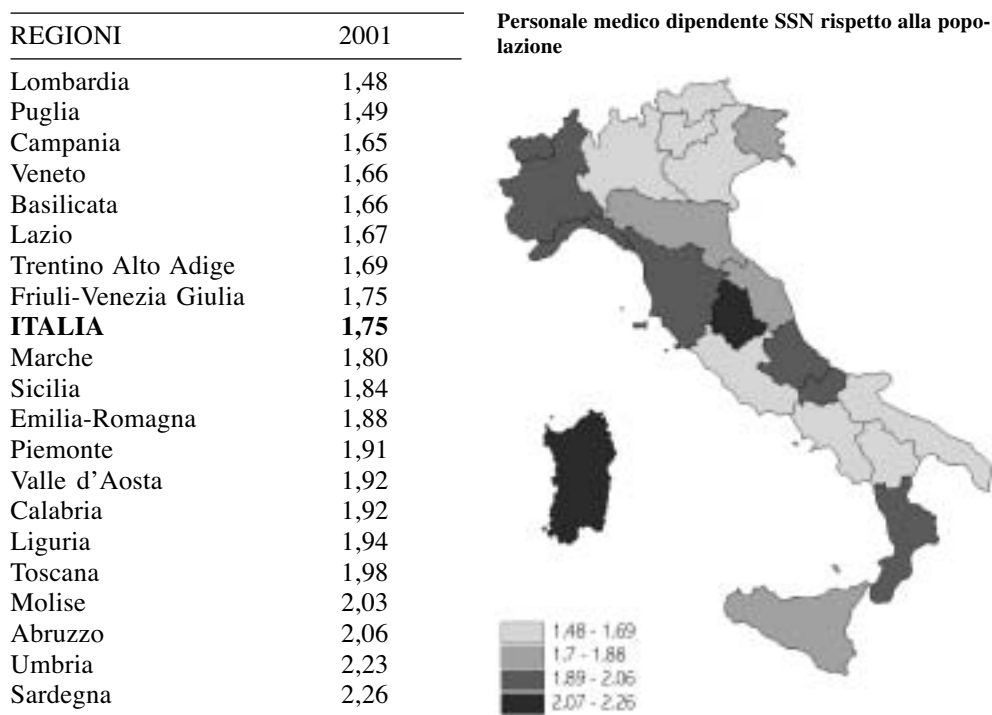 REGIONI 2001
Lombardia 1,48
Puglia 1,49
Campania 1,65
Veneto 1,66
Basilicata 1,66
Lazio 1,67
Trentino Alto Adige 1,69
Friuli-Venezia Giulia 1,75
ITALIA 1,75
Marche 1,80
Sicilia 1,84
Emilia-Romagna 1,88
Piemonte 1,91
Valle d'Aosta 1,92
Calabria 1,92
Liguria 1,94
Toscana 1,98
Molise 2,03
Abruzzo 2,06
Umbria 2,23
Sardegna 2,26
Personale medico dipendente SSN rispetto alla popo-
lazione
1.48 - 1.69
1.7 - 1.88
1.89 - 2.06
2.07 - 2.26